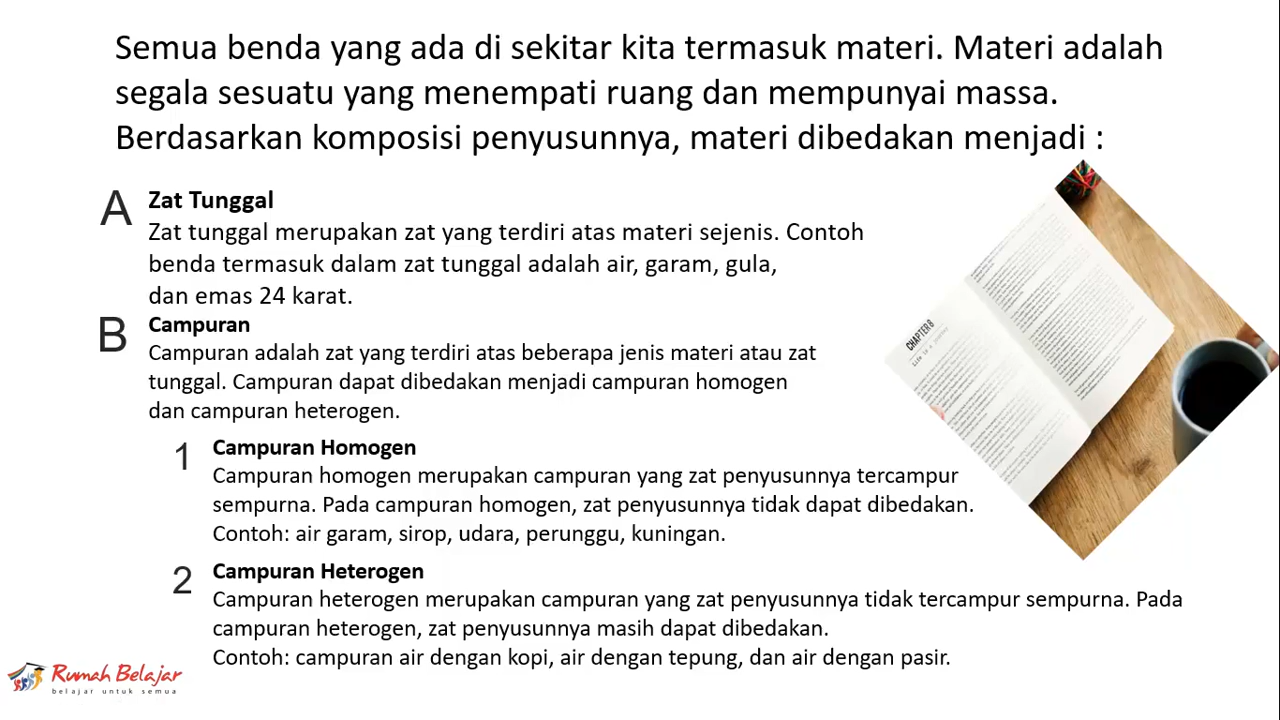 Semua benda yang ada di sekitar kita termasuk materi. Materi adalah
segala sesuatu yang menempati ruang dan mempunyai massa.
Berdasarkan komposisi penyusunnya, materi dibedakan menjadi :
A
Zat Tunggal
Zat tunggal merupakan zat yang terdiri atas materi sejenis. Contoh
benda termasuk dalam zat tunggal adalah air, garam, gula,
dan emas 24 karat.
B
Campuran
Campuran adalah zat yang terdiri atas beberapa jenis materi atau zat
tunggal. Campuran dapat dibedakan menjadi campuran homogen
dan campuran heterogen.
1
Campuran Homogen
Campuran homogen merupakan campuran yang zat penyusunnya tercampur
sempurna. Pada campuran homogen, zat penyusunnya tidak dapat dibedakan.
Contoh: air garam, sirop, udara, perunggu, kuningan.
2
Campuran Heterogen
Campuran heterogen merupakan campuran yang zat penyusunnya tidak tercampur sempurna. Pada
campuran heterogen, zat penyusunnya masih dapat dibedakan.
Contoh: campuran air dengan kopi, air dengan tepung, dan air dengan pasir.
CHAPTER 8
Rumah Belajar
belajar untuk semua